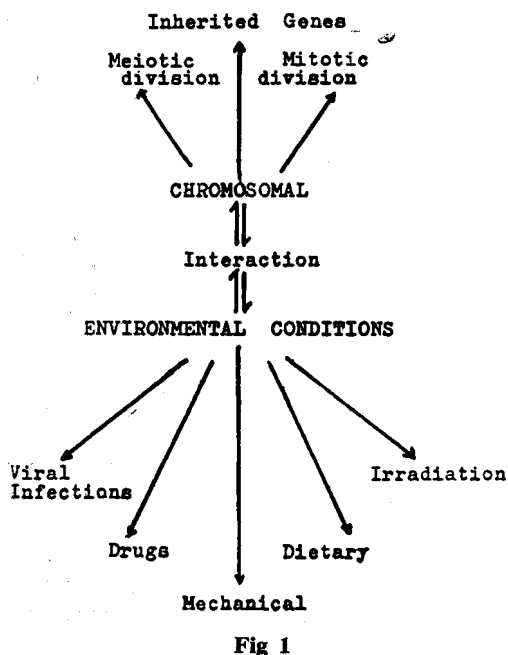 Inherited Genes
Meiotic division
Mitotic division
CHROMOSOMAL
Interaction
ENVIRONMENTAL CONDITIONS
Viral
Infections
Irradiation
Drugs
Dietary
Mechanical
Fig 1